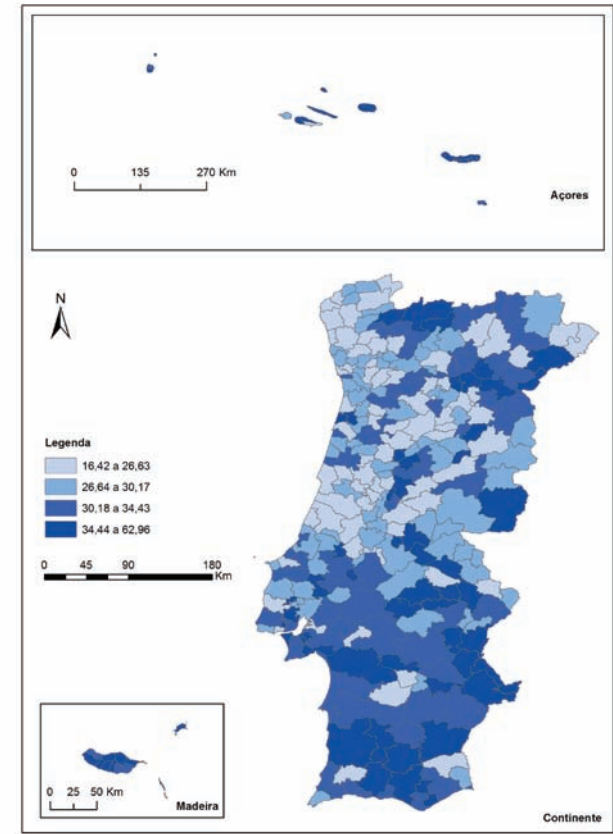 0 135 270 Km
Açores
N
Legenda
16,42 a 26,63
26,64 a 30,17
30,18 a 34,43
34,44 a 62,96
0 45 90 180
Km
0 25 50 Km
Madeira
Continente